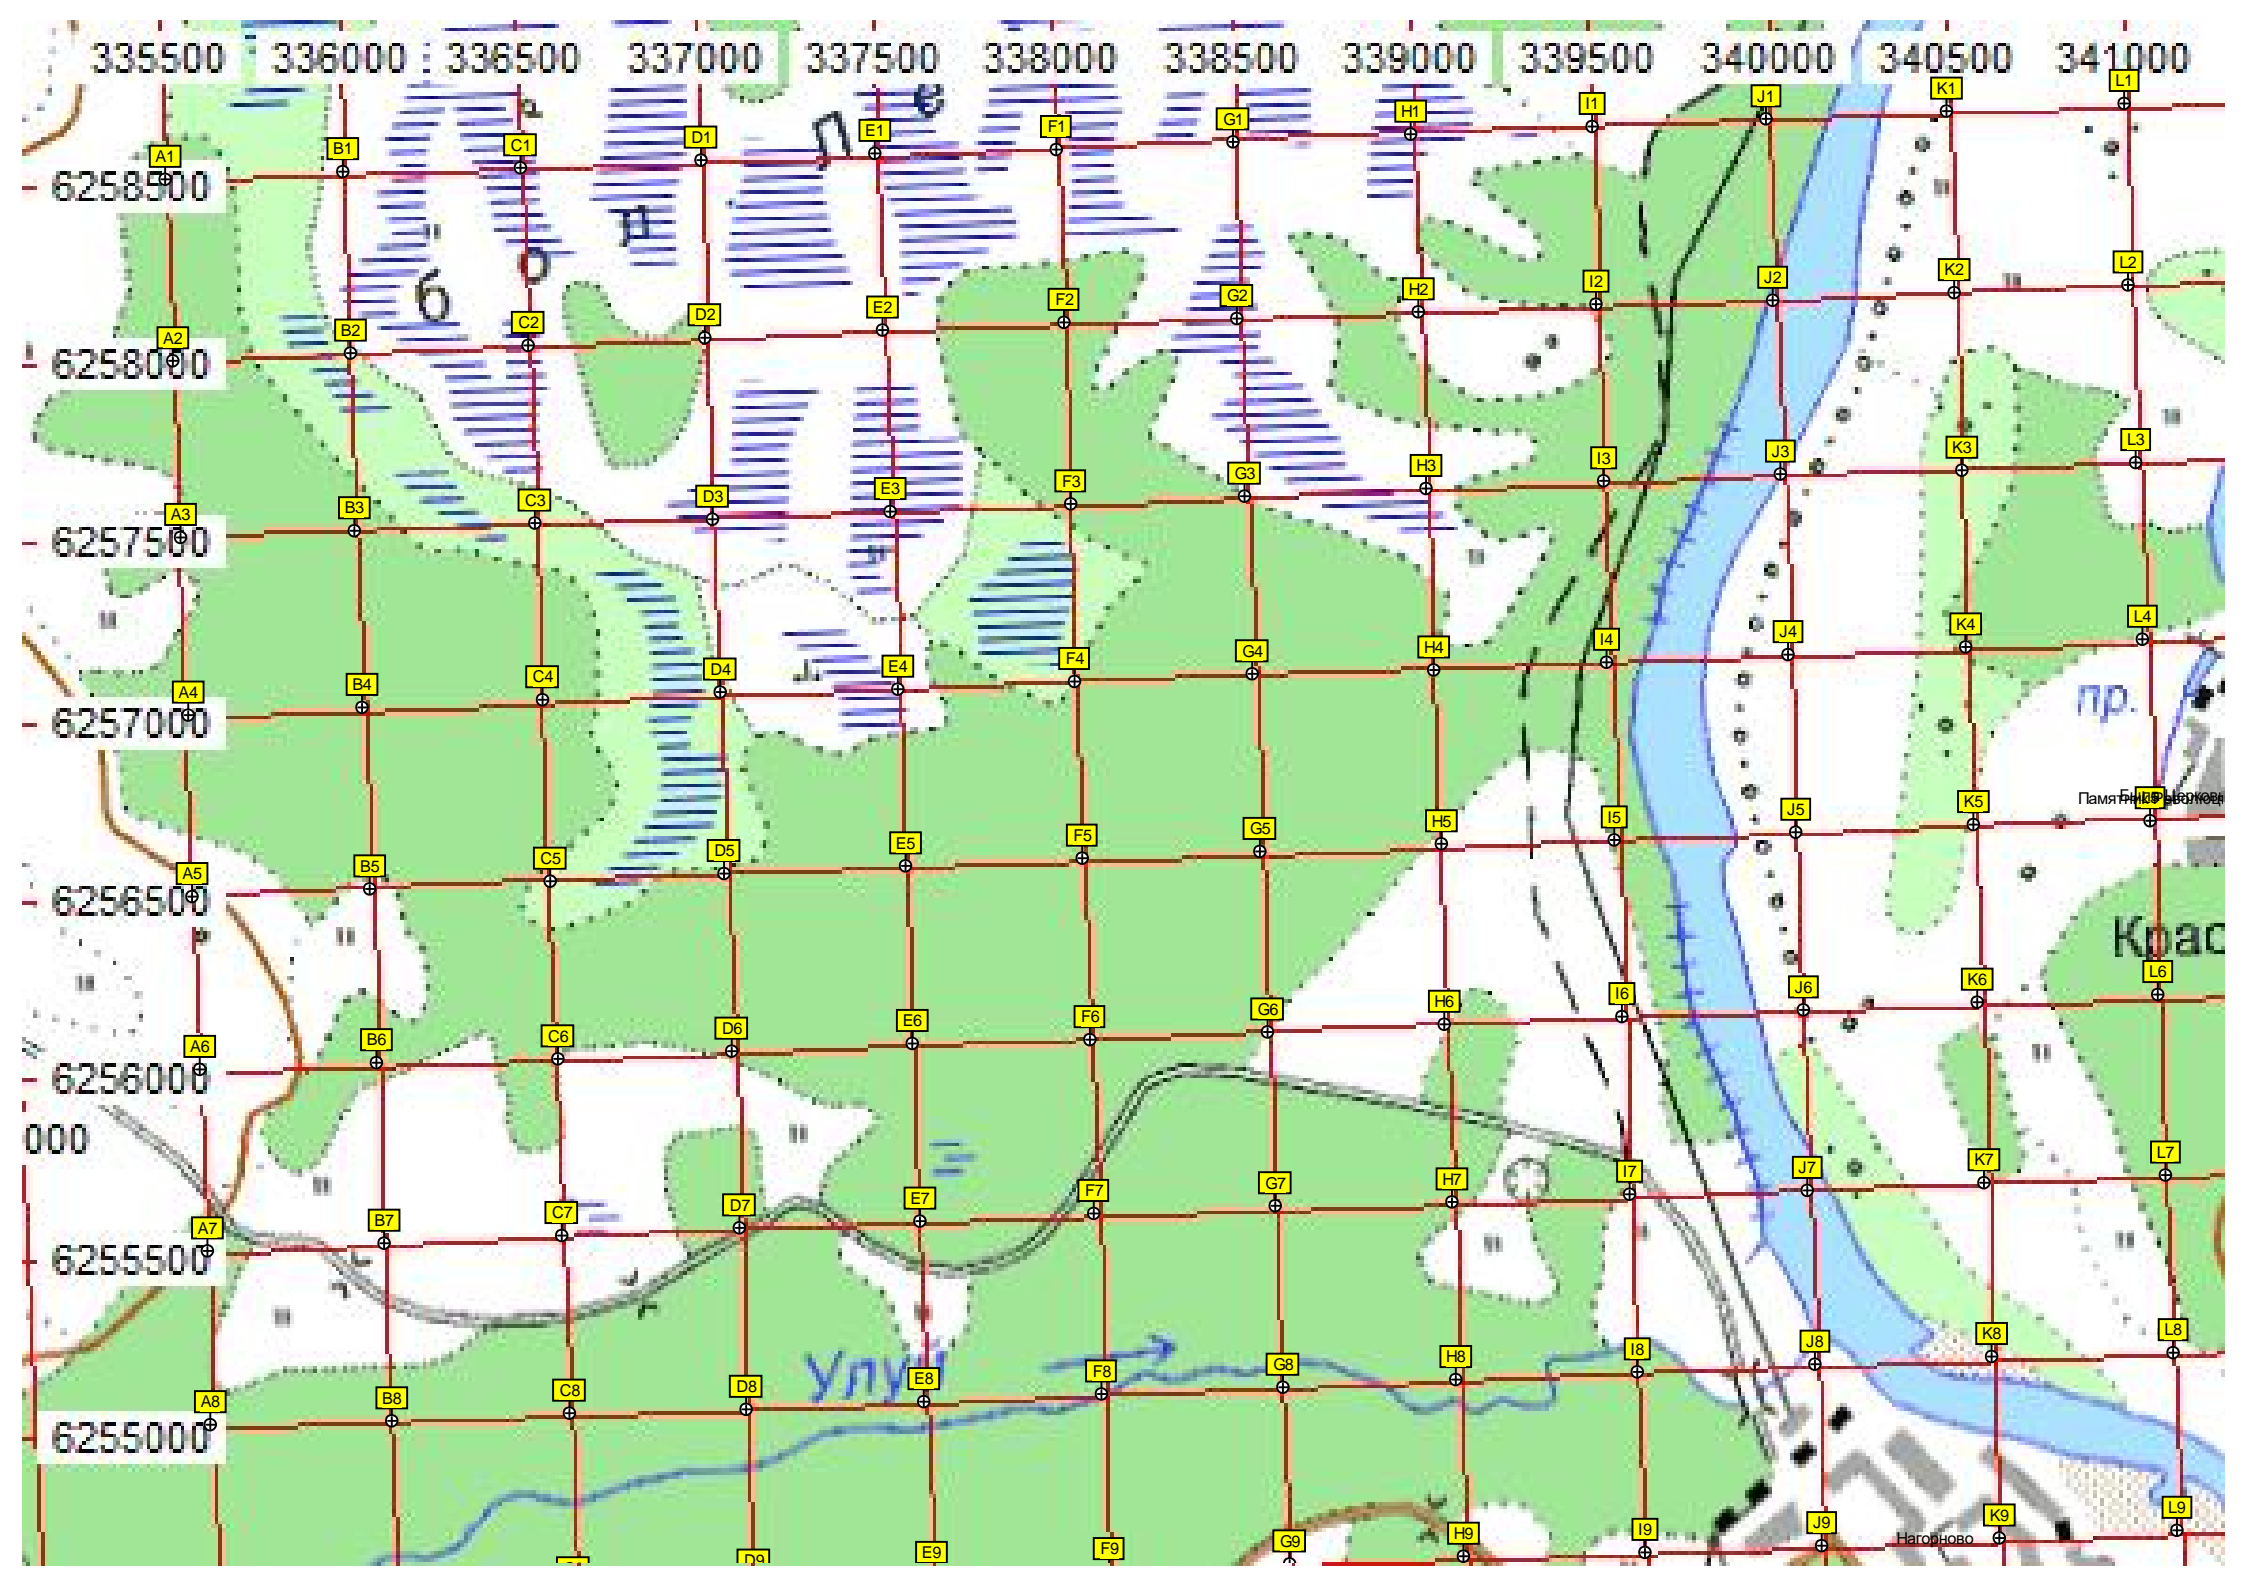 335500 336000 336500 337000 337500 338000 338500 339000 339500 340000 340500 341000
р л е
A1 B1 C1 D1 E1 F1 G1 H1 I1 J1 K1 L1
6258500
б о д
A2 B2 C2 D2 E2 F2 G2 H2 I2 J2 K2 L2
6258000
A3 B3 C3 D3 E3 F3 G3 H3 I3 J3 K3 L3
6257500
A4 B4 C4 D4 E4 F4 G4 H4 I4 J4 K4 L4
6257000
пр.
A5 B5 C5 D5 E5 F5 G5 H5 I5 J5 K5
Памятник
6256500
Крас
A6 B6 C6 D6 E6 F6 G6 H6 I6 J6 K6 L6
6256000
000
A7 B7 C7 D7 E7 F7 G7 H7 I7 J7 K7 L7
6255500
Улуй
A8 B8 C8 D8 E8 F8 G8 H8 I8 J8 K8 L8
6255000
D9 E9 F9 G9 H9 I9 J9 K9 L9
Нагорново